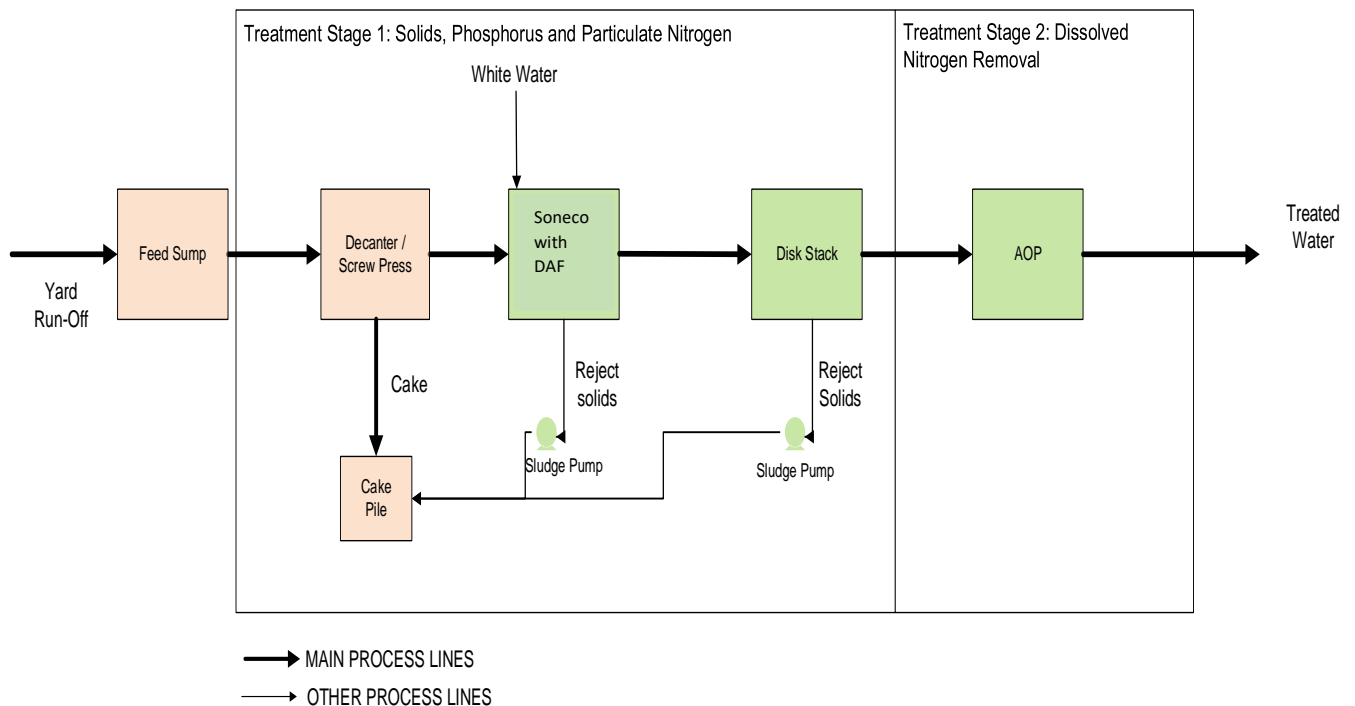 Treatment Stage 1: Solids, Phosphorus and Particulate Nitrogen
Treatment Stage 2: Dissolved
Nitrogen Removal
White Water
Yard
Run-Off
Feed Sump
Decanter /
Screw Press
Soneco
with
DAF
Disk Stack
AOP
Treated
Water
Cake
Reject
solids
Reject
Solids
Sludge Pump
Sludge Pump
Cake
Pile
MAIN PROCESS LINES
OTHER PROCESS LINES